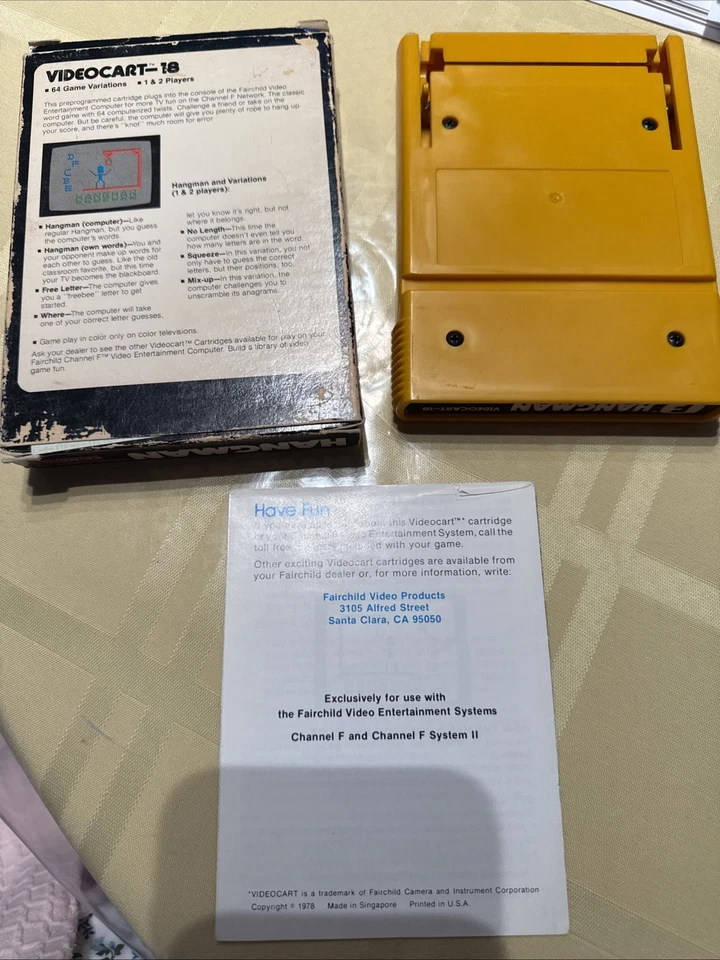 VIDEOCART™-18
▪ 64 Game Variations ▪ 1 & 2 Players
This preprogrammed cartridge plugs into the console of the Fairchild Video
Entertainment Computer for more TV fun on the Channel F Network. The classic
word game with 64 computerized twists. Challenge a friend or take on the
computer. But be careful, the computer will give you plenty of rope to hang up
your score, and there's "knot" much room for error.
HANGMAN
Hangman and Variations
(1 & 2 players):
▪ Hangman (computer)—Like
regular Hangman, but you guess
the computer's words.
▪ Hangman (own words)—You and
your opponent make up words for
each other to guess. Like the old
classroom favorite, but this time
your TV becomes the blackboard.
▪ Free Letter—The computer gives
you a "freebee" letter to get
started.
▪ Where—The computer will take
one of your correct letter guesses,
let you know it's right, but not
where it belongs.
▪ No Length—This time the
computer doesn't even tell you
how many letters are in the word.
▪ Squeeze—In this variation, you not
only have to guess the correct
letters, but their positions, too.
▪ Mix-up—In this variation, the
computer challenges you to
unscramble its anagrams.
▪ Game play in color only on color televisions.
Ask your dealer to see the other Videocart™ Cartridges available for play on your
Fairchild Channel F™ Video Entertainment Computer. Build a library of video
game fun.
HANGMAN
HANGMAN
VIDEOCART-18
Have Fun
this Videocart™* cartridge
Entertainment System, call the
toll free with your game.
Other exciting Videocart cartridges are available from
your Fairchild dealer or, for more information, write:
Fairchild Video Products
3105 Alfred Street
Santa Clara, CA 95050
Exclusively for use with
the Fairchild Video Entertainment Systems
Channel F and Channel F System II
*VIDEOCART is a trademark of Fairchild Camera and Instrument Corporation
Copyright © 1978 Made in Singapore Printed in U.S.A.